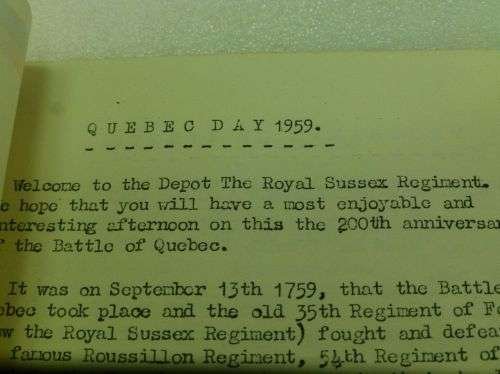 QUEBEC DAY 1959.
Welcome to the Depot The Royal Sussex Regiment.
hope that you will have a most enjoyable and
afternoon on this the 200th
the Battle of Quebec.
It was on September 13th 1759, that the Battle
took place and the old 35th Regiment of
the Royal Sussex Regiment) fought and
famous Roussillon Regiment, 54th Regiment of